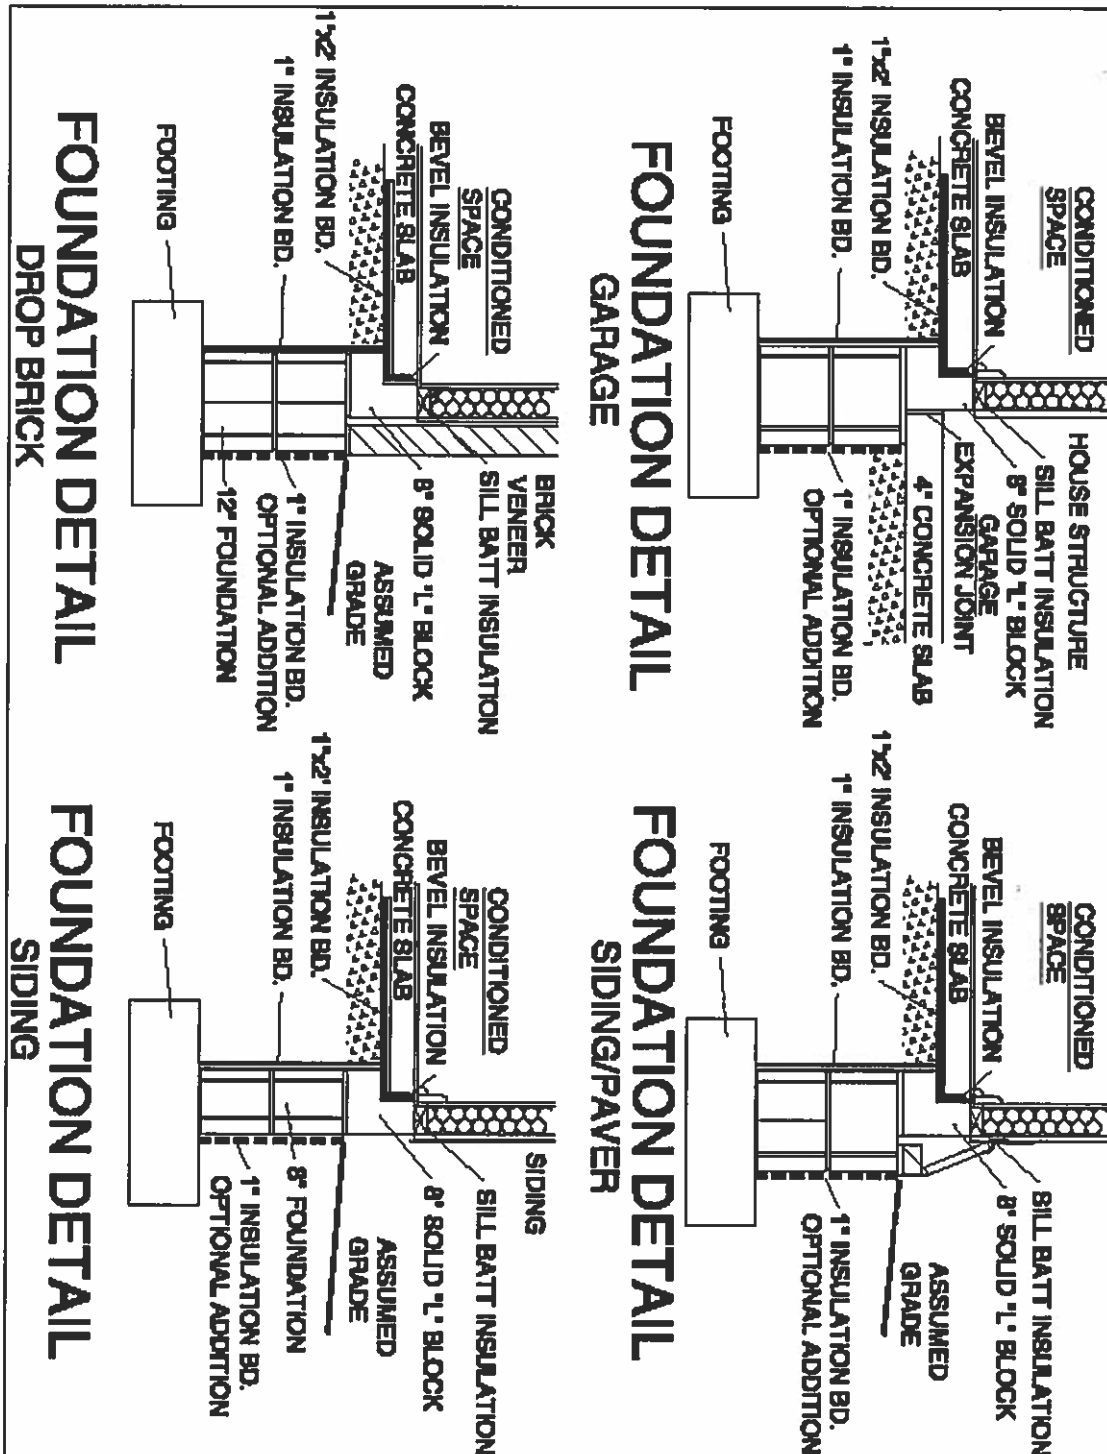 CONDITIONED
SPACE
BEVEL INSULATION
CONCRETE SLAB
1"x2' INSULATION BD.
1" INSULATION BD.
FOOTING
HOUSE STRUCTURE
SILL BATT INSULATION
8" SOLID "L" BLOCK
GARAGE
EXPANSION JOINT
4" CONCRETE SLAB
1" INSULATION BD.
OPTIONAL ADDITION
FOUNDATION DETAIL
GARAGE
CONDITIONED
SPACE
BEVEL INSULATION
CONCRETE SLAB
1"x2' INSULATION BD.
1" INSULATION BD.
FOOTING
SILL BATT INSULATION
8" SOLID "L" BLOCK
ASSUMED
GRADE
1" INSULATION BD.
OPTIONAL ADDITION
FOUNDATION DETAIL
SIDING/PAVER
CONDITIONED
SPACE
BEVEL INSULATION
CONCRETE SLAB
1"x2' INSULATION BD.
1" INSULATION BD.
FOOTING
BRICK
VENEER
SILL BATT INSULATION
8" SOLID "L" BLOCK
ASSUMED
GRADE
1" INSULATION BD.
OPTIONAL ADDITION
12" FOUNDATION
FOUNDATION DETAIL
DROP BRICK
CONDITIONED
SPACE
BEVEL INSULATION
CONCRETE SLAB
1"x2' INSULATION BD.
1" INSULATION BD.
FOOTING
SIDING
SILL BATT INSULATION
8" SOLID "L" BLOCK
ASSUMED
GRADE
8" FOUNDATION
1" INSULATION BD.
OPTIONAL ADDITION
FOUNDATION DETAIL
SIDING